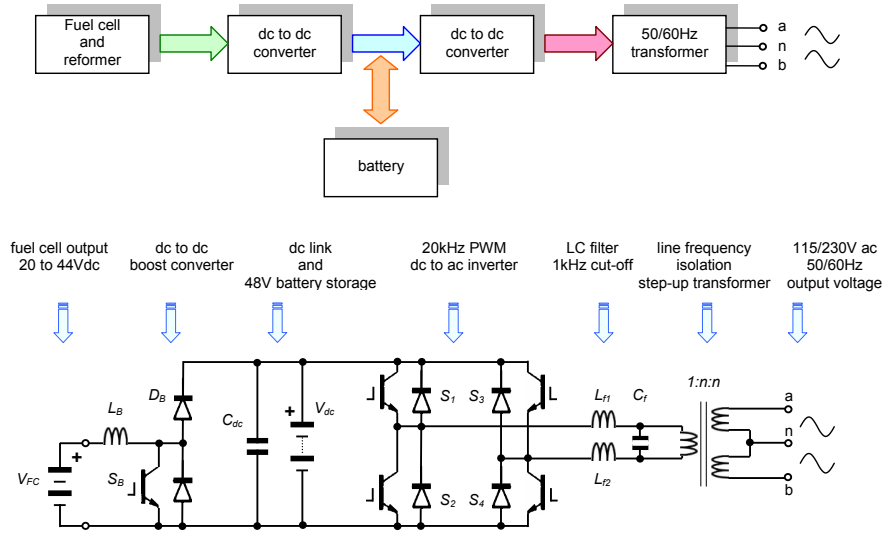 Fuel cell
and
reformer
dc to dc
converter
dc to dc
converter
50/60Hz
transformer
a
n
b
battery
fuel cell output
20 to 44Vdc
dc to dc
boost converter
dc link
and
48V battery storage
20kHz PWM
dc to ac inverter
LC filter
1kHz cut-off
line frequency
isolation
step-up transformer
115/230V ac
50/60Hz
output voltage
L_B
D_B
C_dc
+
V_dc
S_1
S_3
L_f1
C_f
1:n:n
a
n
b
V_FC
+
S_B
S_2
S_4
L_f2